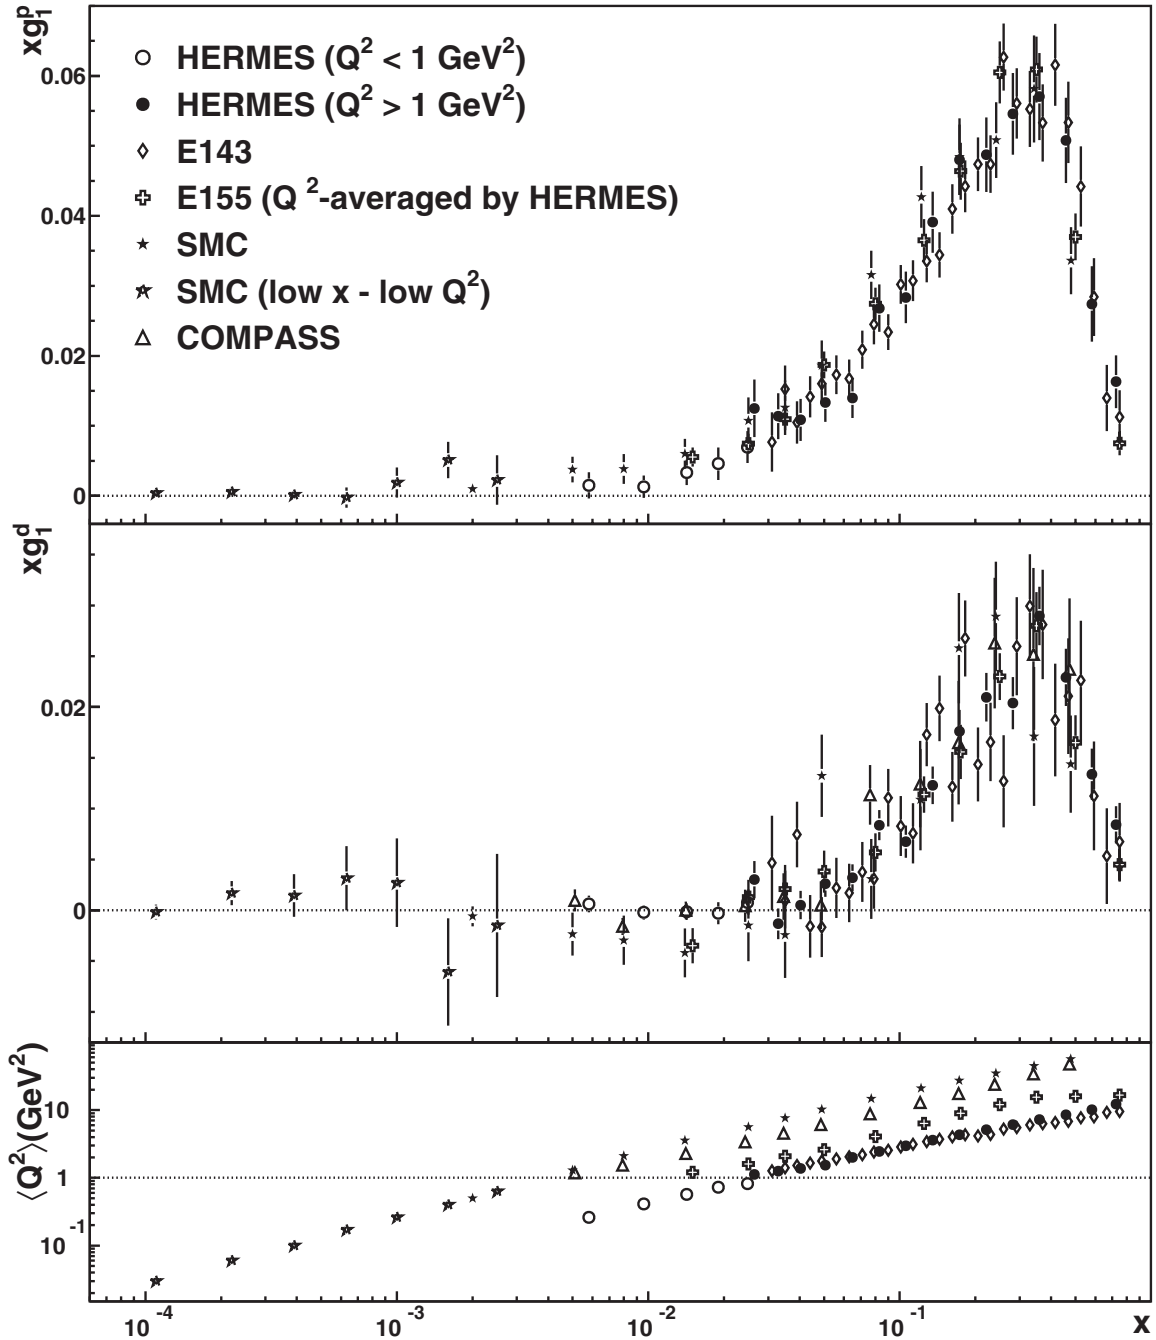 xg₁ᵖ
0.06
0.04
0.02
0
HERMES (Q² < 1 GeV²)
HERMES (Q² > 1 GeV²)
E143
E155 (Q ²-averaged by HERMES)
SMC
SMC (low x - low Q²)
COMPASS
xg₁ᵈ
0.02
0
⟨Q²⟩(GeV²)
10
1
10⁻¹
10⁻⁴ 10⁻³ 10⁻² 10⁻¹ x